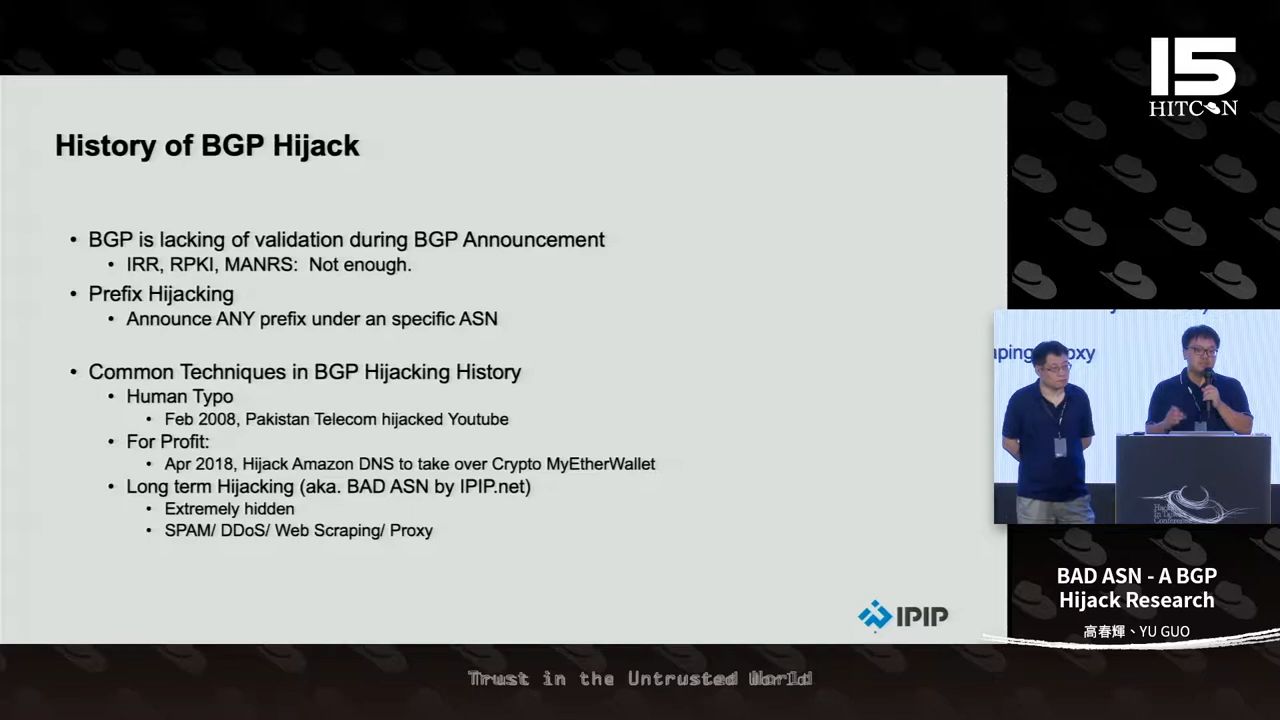 15
HITCON
History of BGP Hijack
• BGP is lacking of validation during BGP Announcement
• IRR, RPKI, MANRS: Not enough.
• Prefix Hijacking
• Announce ANY prefix under an specific ASN
• Common Techniques in BGP Hijacking History
• Human Typo
• Feb 2008, Pakistan Telecom hijacked Youtube
• For Profit:
• Apr 2018, Hijack Amazon DNS to take over Crypto MyEtherWallet
• Long term Hijacking (aka. BAD ASN by IPIP.net)
• Extremely hidden
• SPAM/ DDoS/ Web Scraping/ Proxy
IPIP
BAD ASN - A BGP
Hijack Research
高春輝、YU GUO
Trust in the Untrusted World